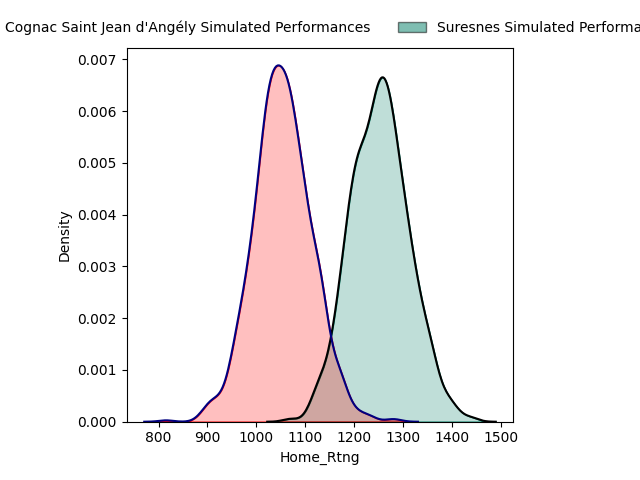 Cognac Saint Jean d'Angély Simulated Performances
Suresnes Simulated
0.007
0.006
0.005
0.004
0.003
0.002
0.001
0.000
Density
800 900 1000 1100 1200 1300 1400 1500
Home_Rtng